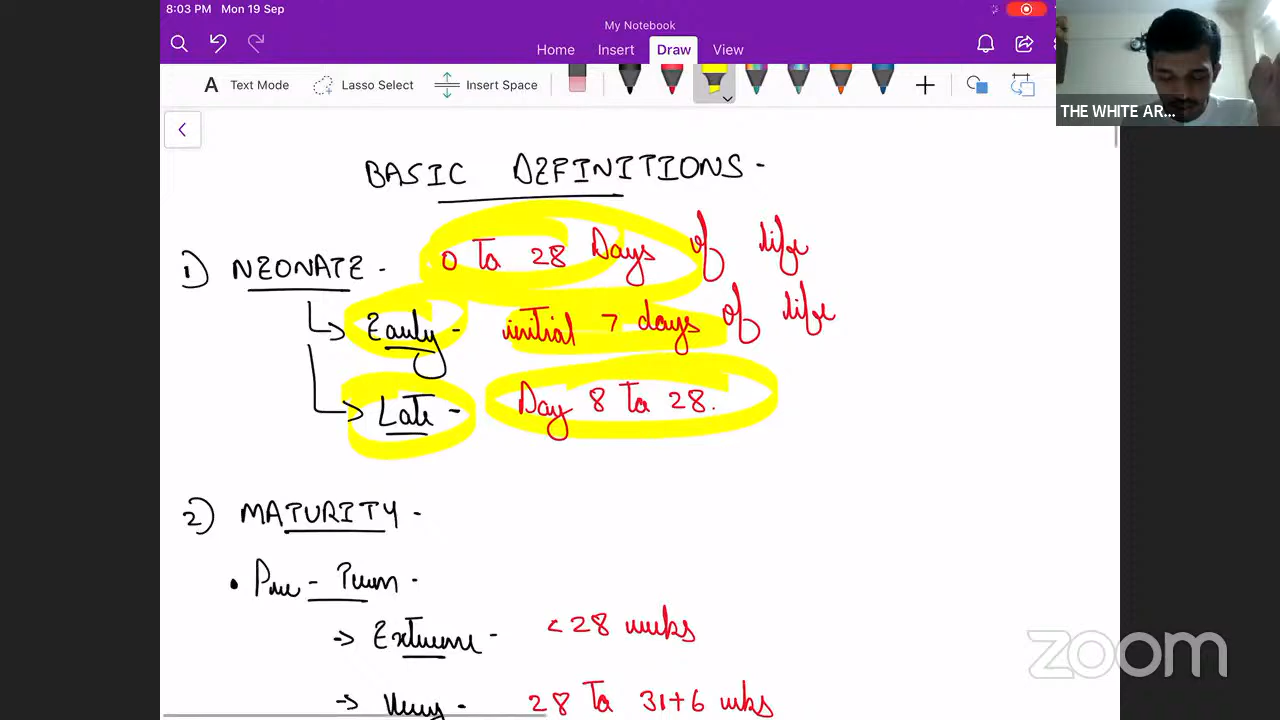 8:03 PM Mon 19 Sep
My Notebook
Home Insert Draw View
Text Mode Lasso Select Insert Space
THE WHITE AR...
BASIC DEFINITIONS -
1) NEONATE - 0 To 28 Days of life
Early - initial 7 days of life
Late - Day 8 To 28.
2) MATURITY -
• Pre - Term -
→ Extreme - < 28 weeks
→ Very - 28 To 31+6 wks
zoom